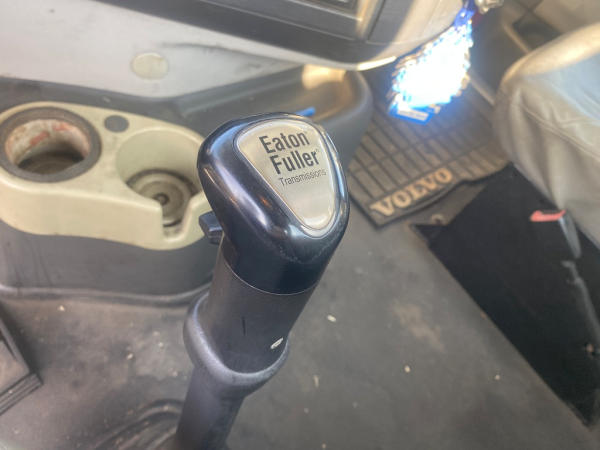 Eaton
Fuller
Transmissions
VOLVO